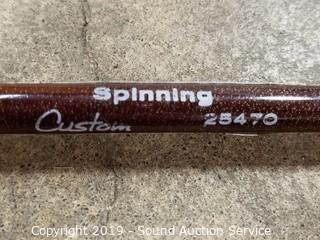 Spinning
Custom 25470
Copyright 2019 - Sound Auction Service